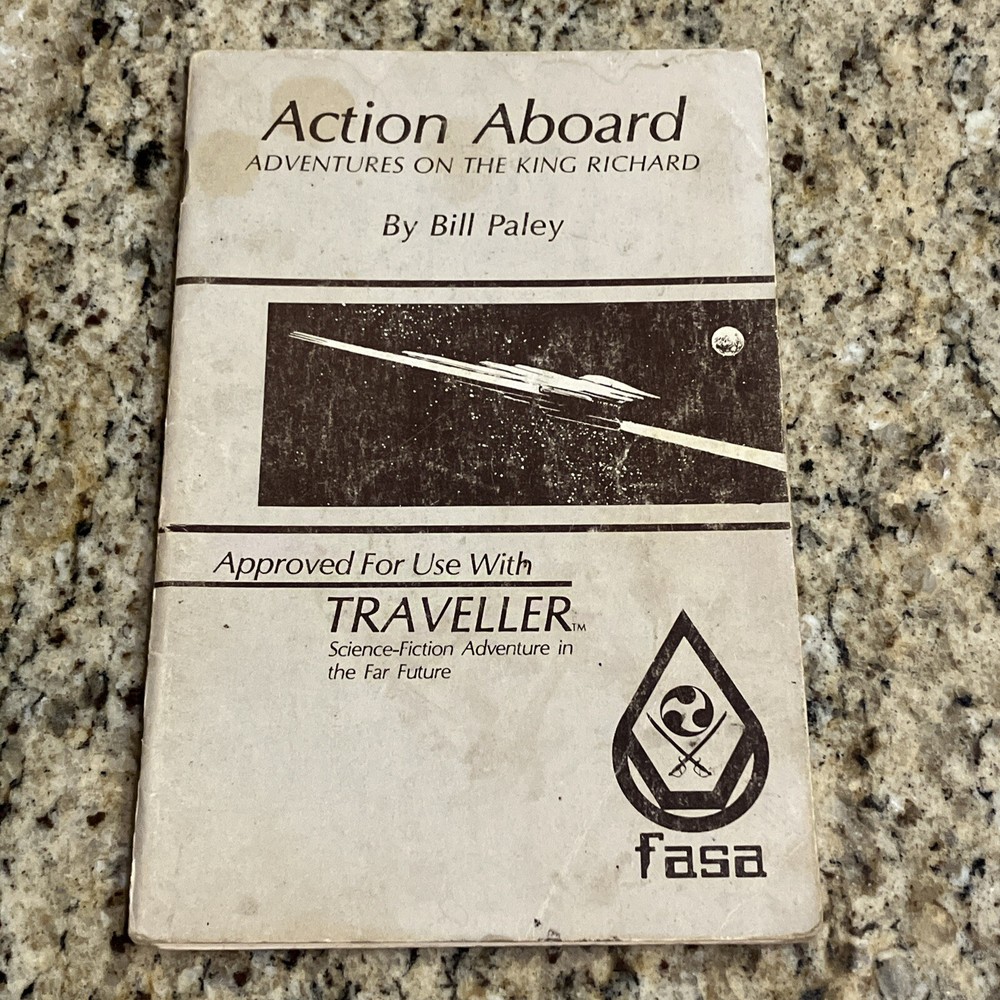 Action Aboard
ADVENTURES ON THE KING RICHARD
By Bill Paley
Approved For Use With
TRAVELLER™
Science-Fiction Adventure in
the Far Future
fasa